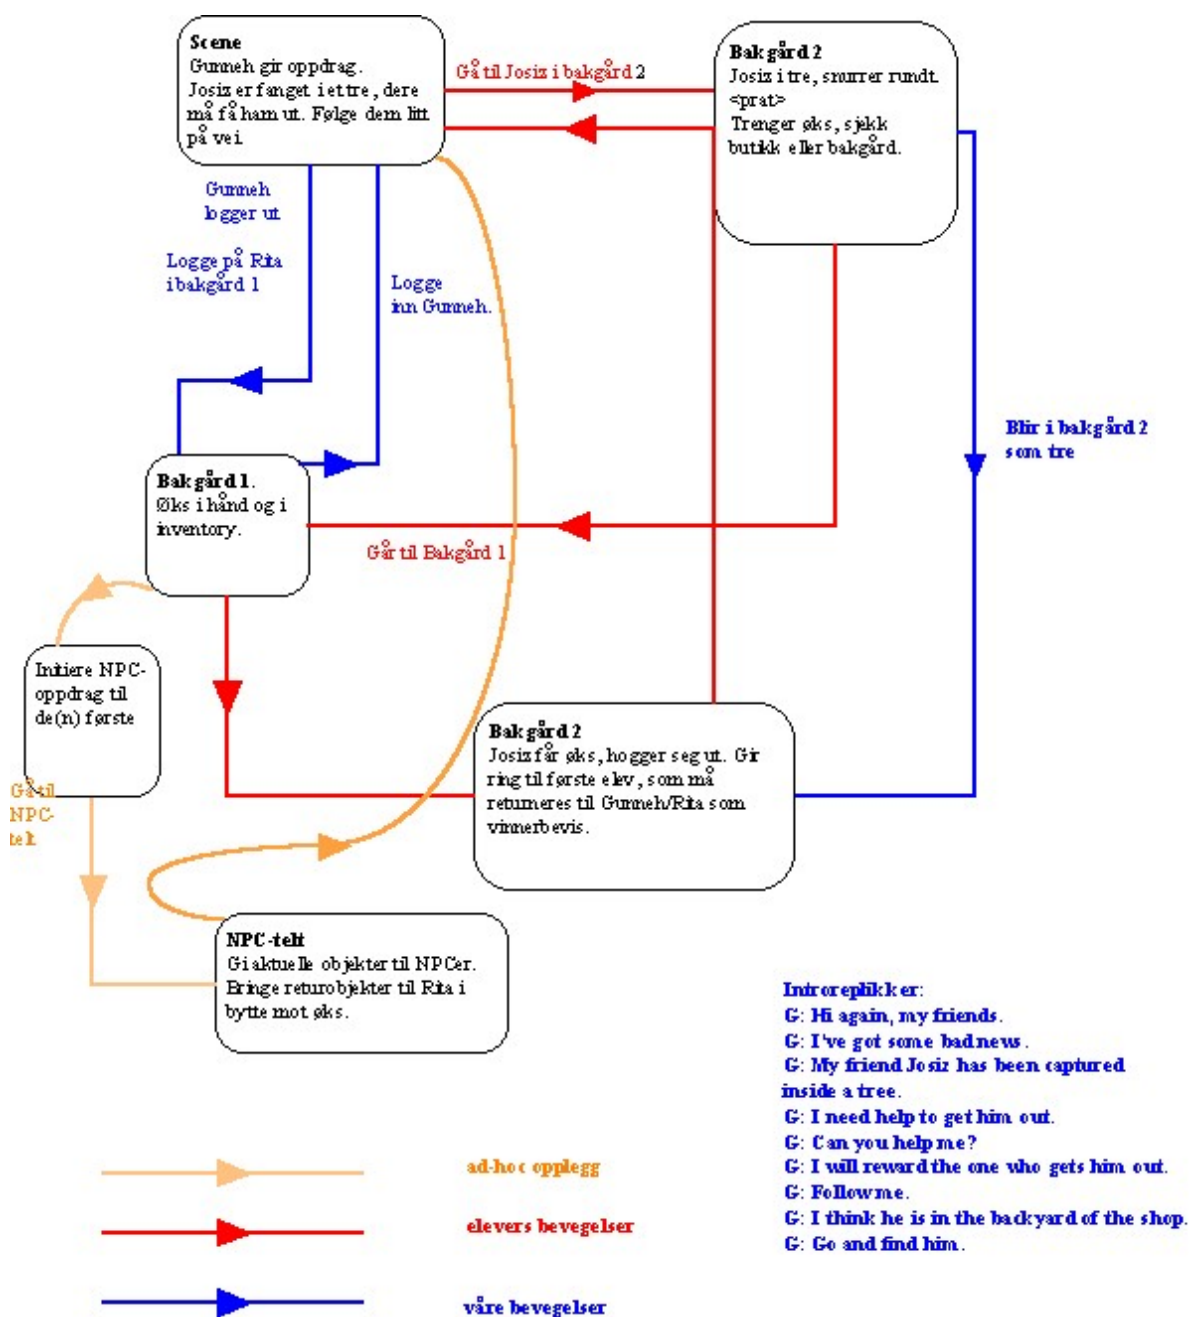 Scene
Gunneh gir oppdrag.
Josiz er fanget i et tre, dere
må få ham ut. Følge dem litt
på vei
Gå til Josiz i bakgård 2
Bakgård 2
Josiz i tre, snurrer rundt
<prat>
Trenger øks, sjekk
butikk eller bakgård.
Gunneh
logger ut
Logge på Rita
i bakgård 1
Logge
inn Gunneh.
Blir i bakgård 2
som tre
Bakgård 1.
Øks i hånd og i
inventory.
Går til Bakgård 1
Initiere NPC-
oppdrag til
de(n) første
Gå til
NPC-
telt
Bakgård 2
Josiz får øks, hogger seg ut. Gir
ring til første elev, som må
returneres til Gunneh/Rita som
vinnerbevis.
NPC-telt
Gi aktuelle objekter til NPCer.
Bringe returobjekter til Rita i
bytte mot øks.
Introreplikker:
G: Hi again, my friends.
G: I've got some bad news.
G: My friend Josiz has been captured
inside a tree.
G: I need help to get him out.
G: Can you help me?
G: I will reward the one who gets him out.
G: Follow me.
G: I think he is in the backyard of the shop.
G: Go and find him.
ad-hoc opplegg
elevers bevegelser
våre bevegelser